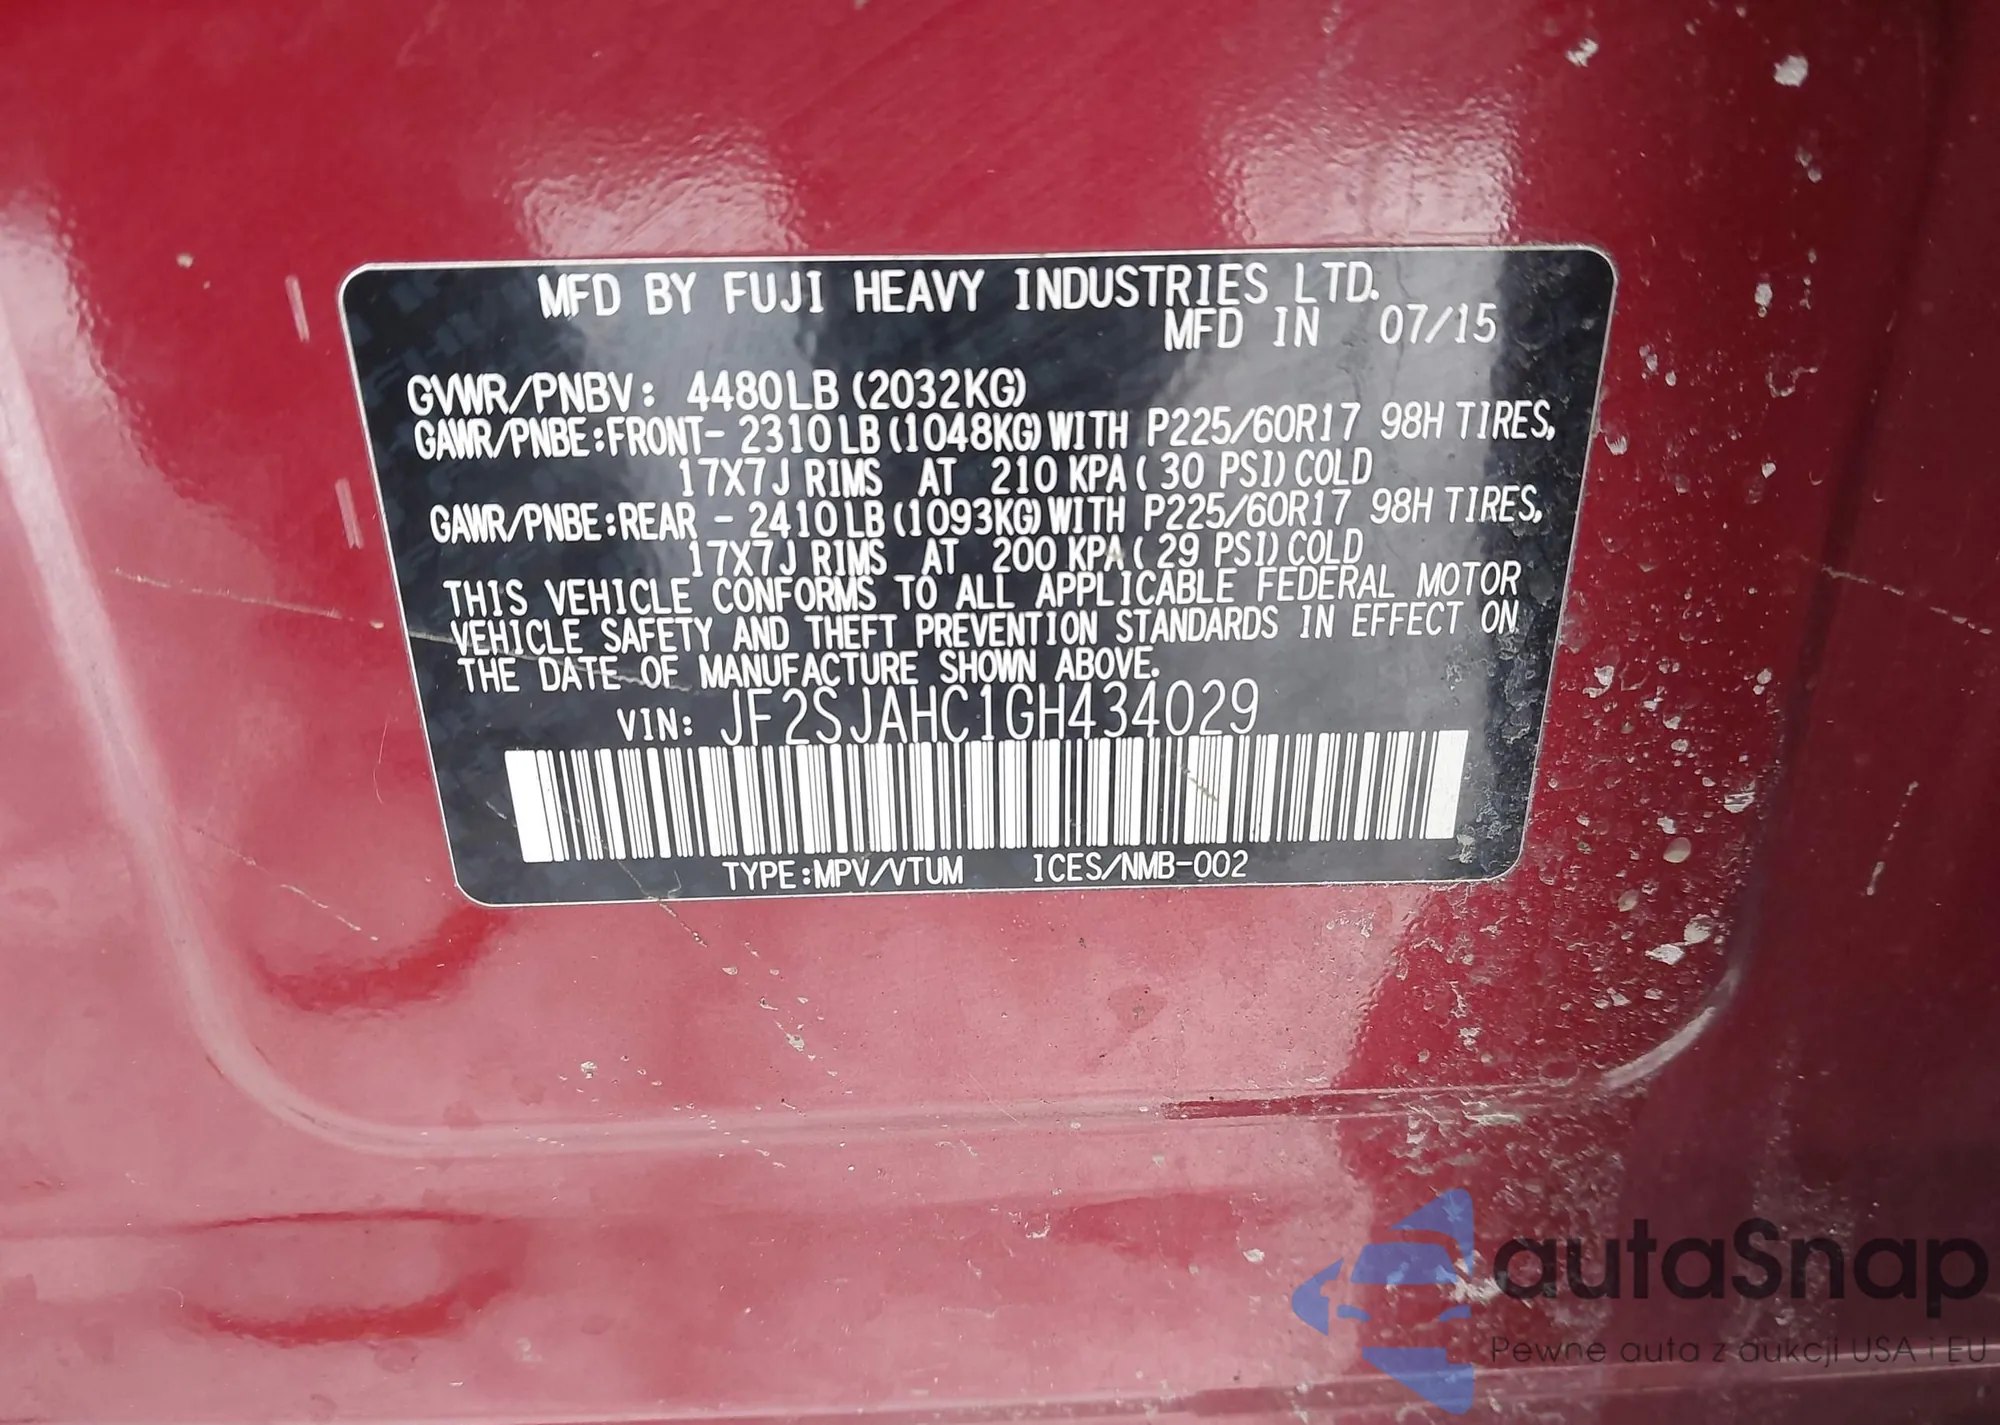 MFD BY FUJI HEAVY INDUSTRIES LTD.
MFD IN 07/15
GVWR/PNBV: 4480LB (2032KG)
GAWR/PNBE:FRONT- 2310LB(1048KG)WITH P225/60R17 98H TIRES,
17X7J RIMS AT 210 KPA( 30 PSI)COLD
GAWR/PNBE:REAR - 2410LB(1093KG)WITH P225/60R17 98H TIRES,
17X7J RIMS AT 200 KPA( 29 PSI)COLD
THIS VEHICLE CONFORMS TO ALL APPLICABLE FEDERAL MOTOR
VEHICLE SAFETY AND THEFT PREVENTION STANDARDS IN EFFECT ON
THE DATE OF MANUFACTURE SHOWN ABOVE.
VIN: JF2SJAHC1GH434029
TYPE:MPV/VTUM ICES/NMB-002
autaSnap
Pewne auta z aukcji USA i EU